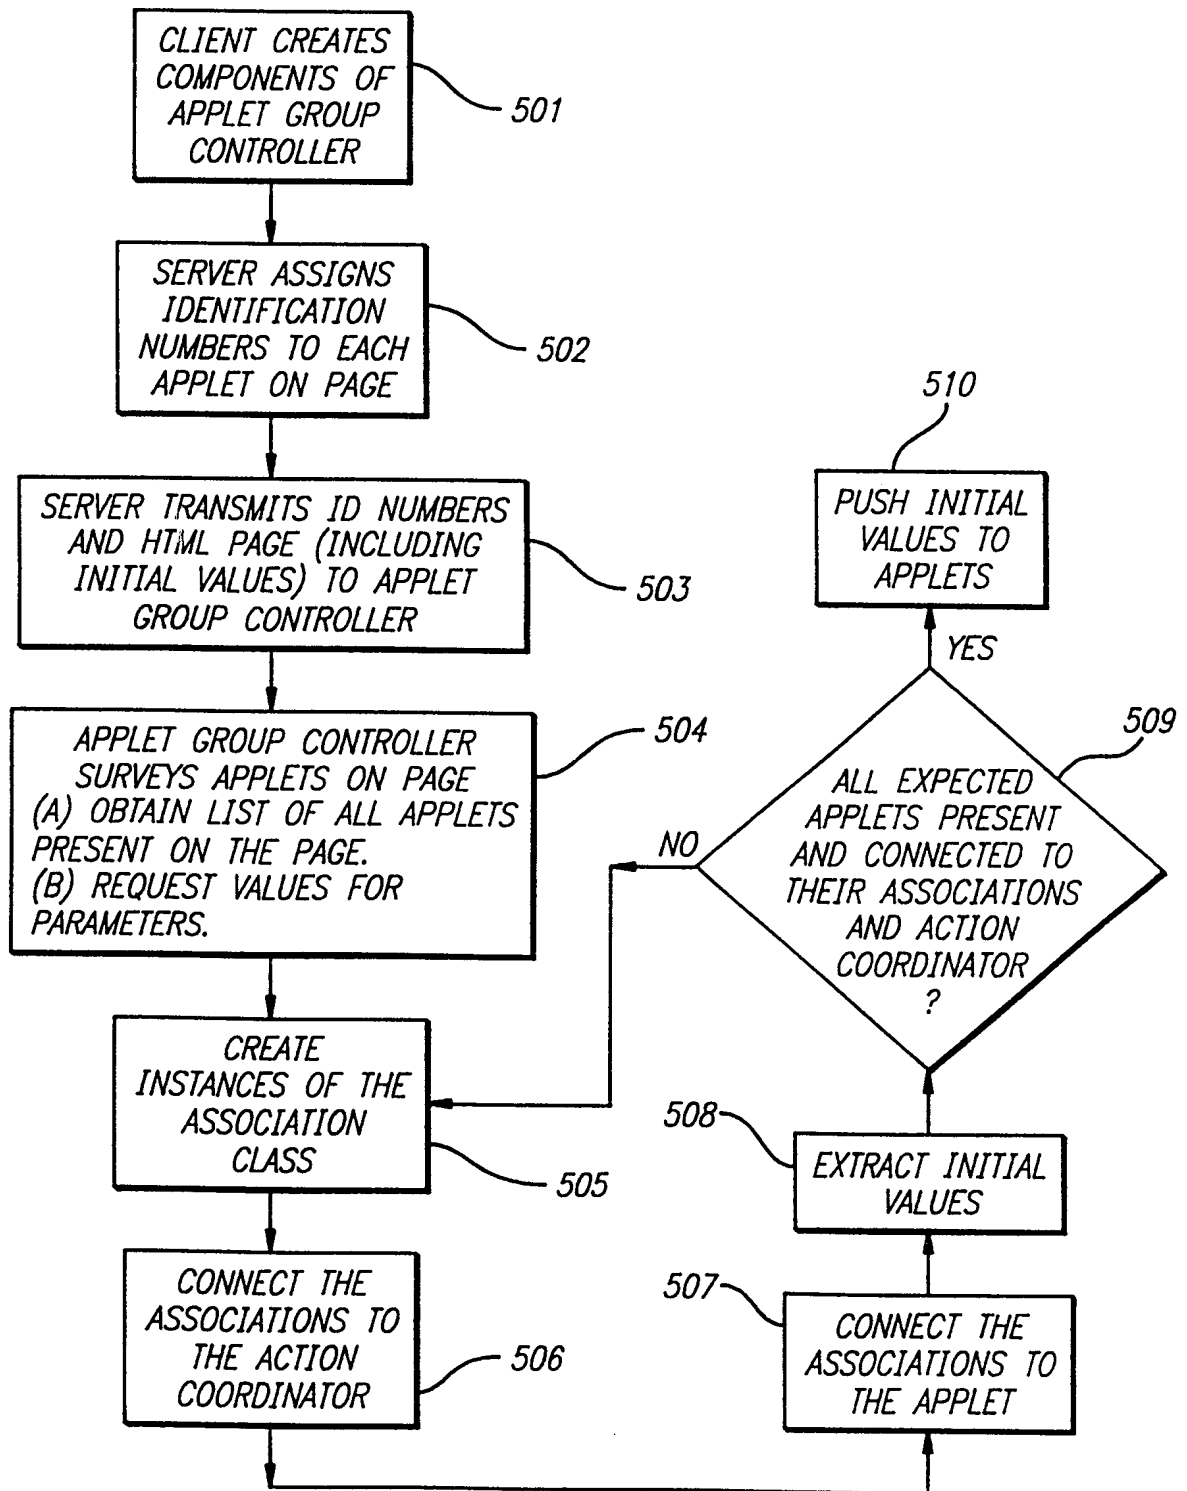 CLIENT CREATES
COMPONENTS OF
APPLET GROUP
CONTROLLER
501
SERVER ASSIGNS
IDENTIFICATION
NUMBERS TO EACH
APPLET ON PAGE
502
SERVER TRANSMITS ID NUMBERS
AND HTML PAGE (INCLUDING
INITIAL VALUES) TO APPLET
GROUP CONTROLLER
503
APPLET GROUP CONTROLLER
SURVEYS APPLETS ON PAGE
(A) OBTAIN LIST OF ALL APPLETS
PRESENT ON THE PAGE.
(B) REQUEST VALUES FOR
PARAMETERS.
504
CREATE
INSTANCES OF THE
ASSOCIATION
CLASS
505
CONNECT THE
ASSOCIATIONS TO
THE ACTION
COORDINATOR
506
507
CONNECT THE
ASSOCIATIONS TO
THE APPLET
508
EXTRACT INITIAL
VALUES
509
ALL EXPECTED
APPLETS PRESENT
AND CONNECTED TO
THEIR ASSOCIATIONS
AND ACTION
COORDINATOR
?
NO
YES
510
PUSH INITIAL
VALUES TO
APPLETS